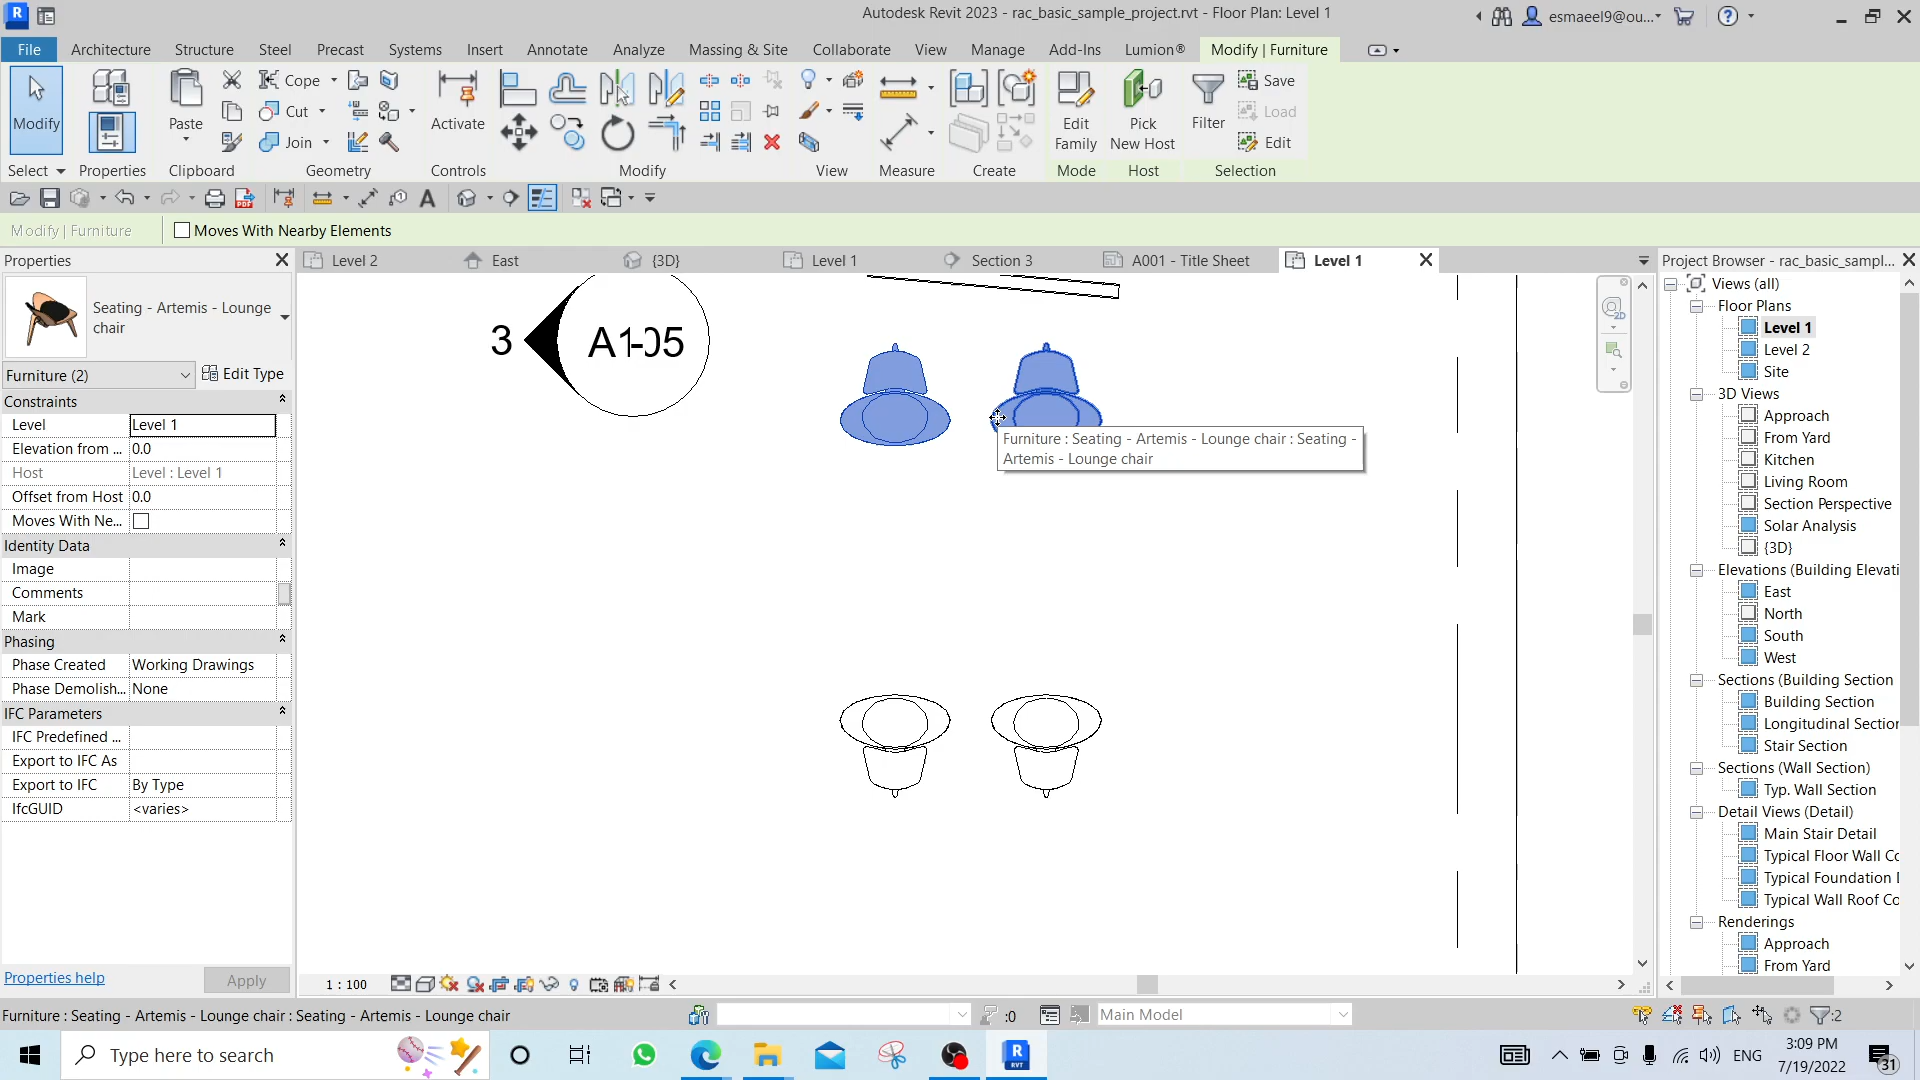 Autodesk Revit 2023 - rac_basic_sample_project.rvt - Floor Plan: Level 1
esmaeel9@ou...
File Architecture Structure Steel Precast Systems Insert Annotate Analyze Massing & Site Collaborate View Manage Add-Ins Lumion® Modify | Furniture
Modify
Paste
Cope
Cut
Join
Activate
Edit
Family
Pick
New Host
Filter
Save
Load
Edit
Select Properties Clipboard Geometry Controls Modify View Measure Create Mode Host Selection
Modify | Furniture Moves With Nearby Elements
Properties
Level 2 East {3D} Level 1 Section 3 A001 - Title Sheet Level 1
Project Browser - rac_basic_sampl...
Seating - Artemis - Lounge
chair
Furniture (2) Edit Type
Constraints
Level Level 1
Elevation from ... 0.0
Host Level : Level 1
Offset from Host 0.0
Moves With Ne...
Identity Data
Image
Comments
Mark
Phasing
Phase Created Working Drawings
Phase Demolish... None
IFC Parameters
IFC Predefined ...
Export to IFC As
Export to IFC By Type
IfcGUID <varies>
Properties help Apply
3 A1-05
2D
Furniture : Seating - Artemis - Lounge chair : Seating -
Artemis - Lounge chair
Views (all)
Floor Plans
Level 1
Level 2
Site
3D Views
Approach
From Yard
Kitchen
Living Room
Section Perspective
Solar Analysis
{3D}
Elevations (Building Elevati
East
North
South
West
Sections (Building Section
Building Section
Longitudinal Section
Stair Section
Sections (Wall Section)
Typ. Wall Section
Detail Views (Detail)
Main Stair Detail
Typical Floor Wall Cc
Typical Foundation I
Typical Wall Roof Co
Renderings
Approach
From Yard
1 : 100
Furniture : Seating - Artemis - Lounge chair : Seating - Artemis - Lounge chair
:0
Main Model
:2
Type here to search
ENG
3:09 PM
7/19/2022
31